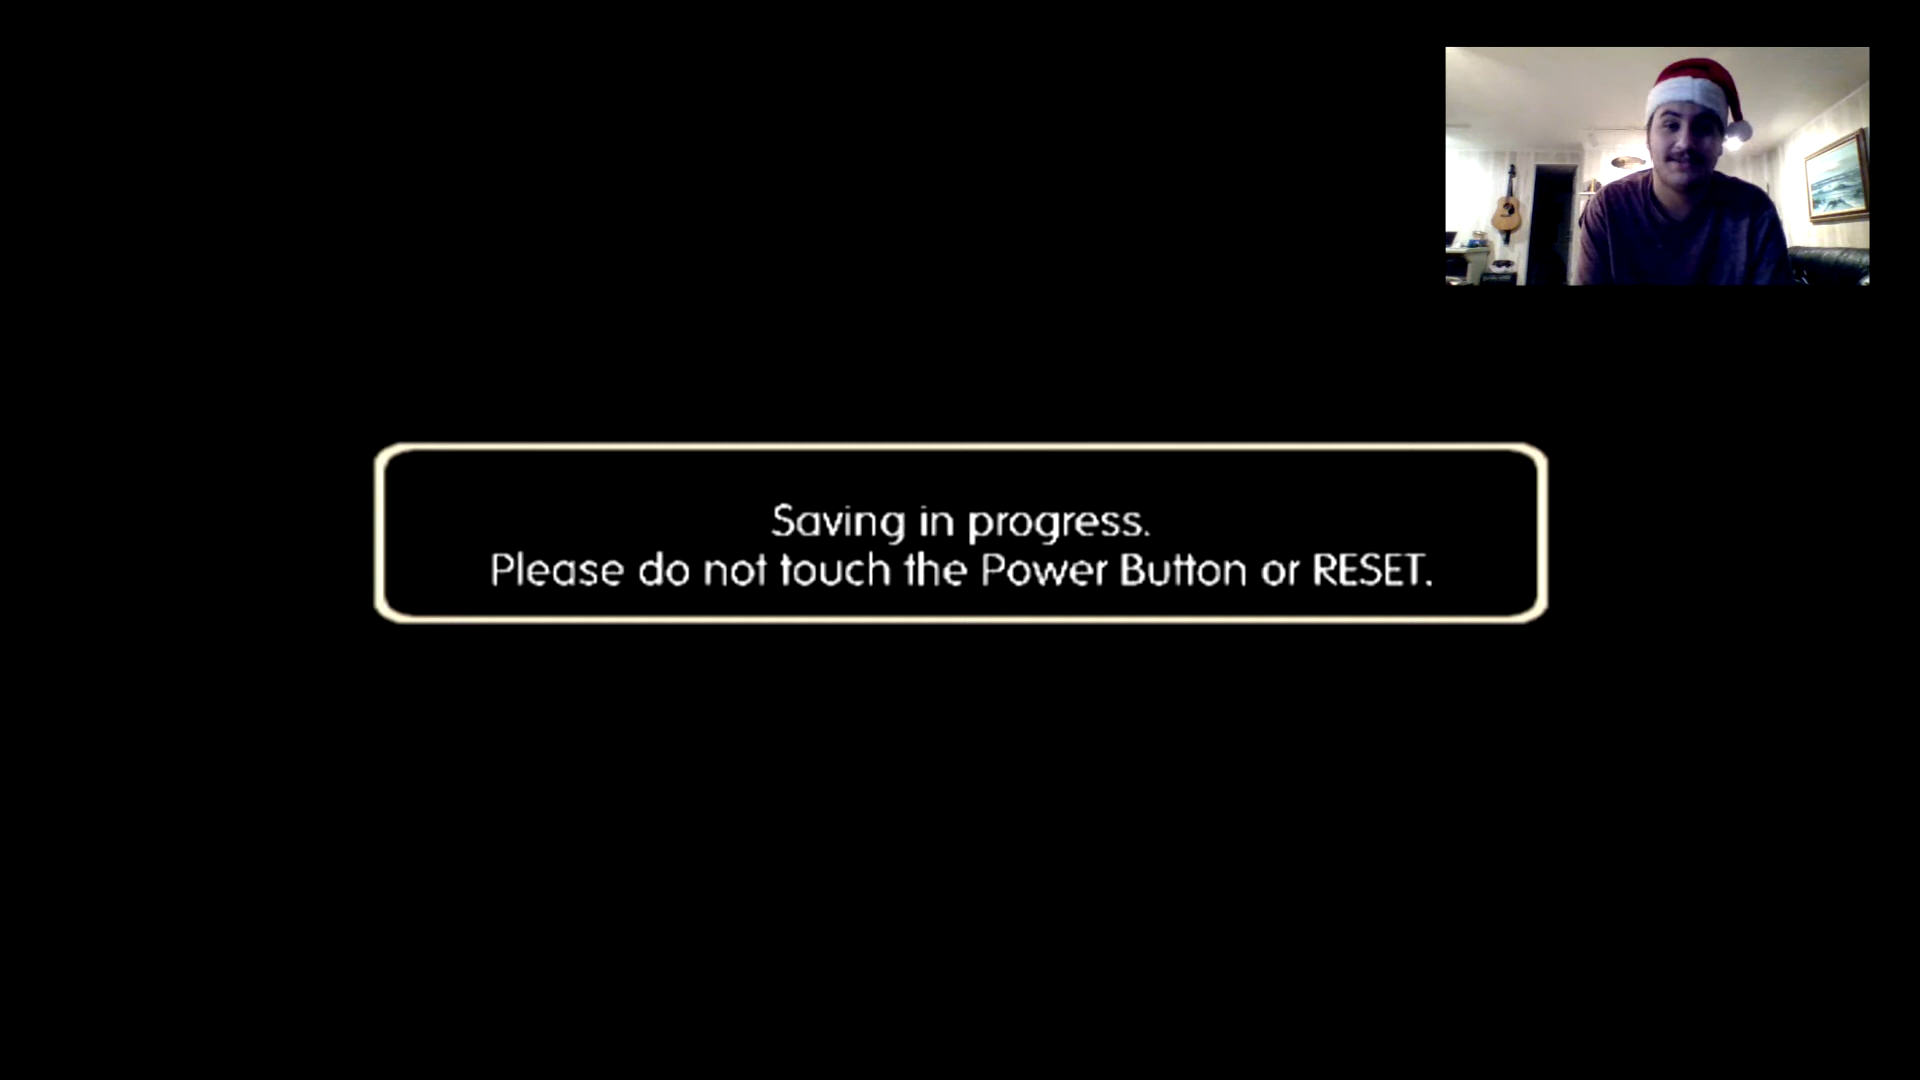 Saving in progress.
Please do not touch the Power Button or RESET.